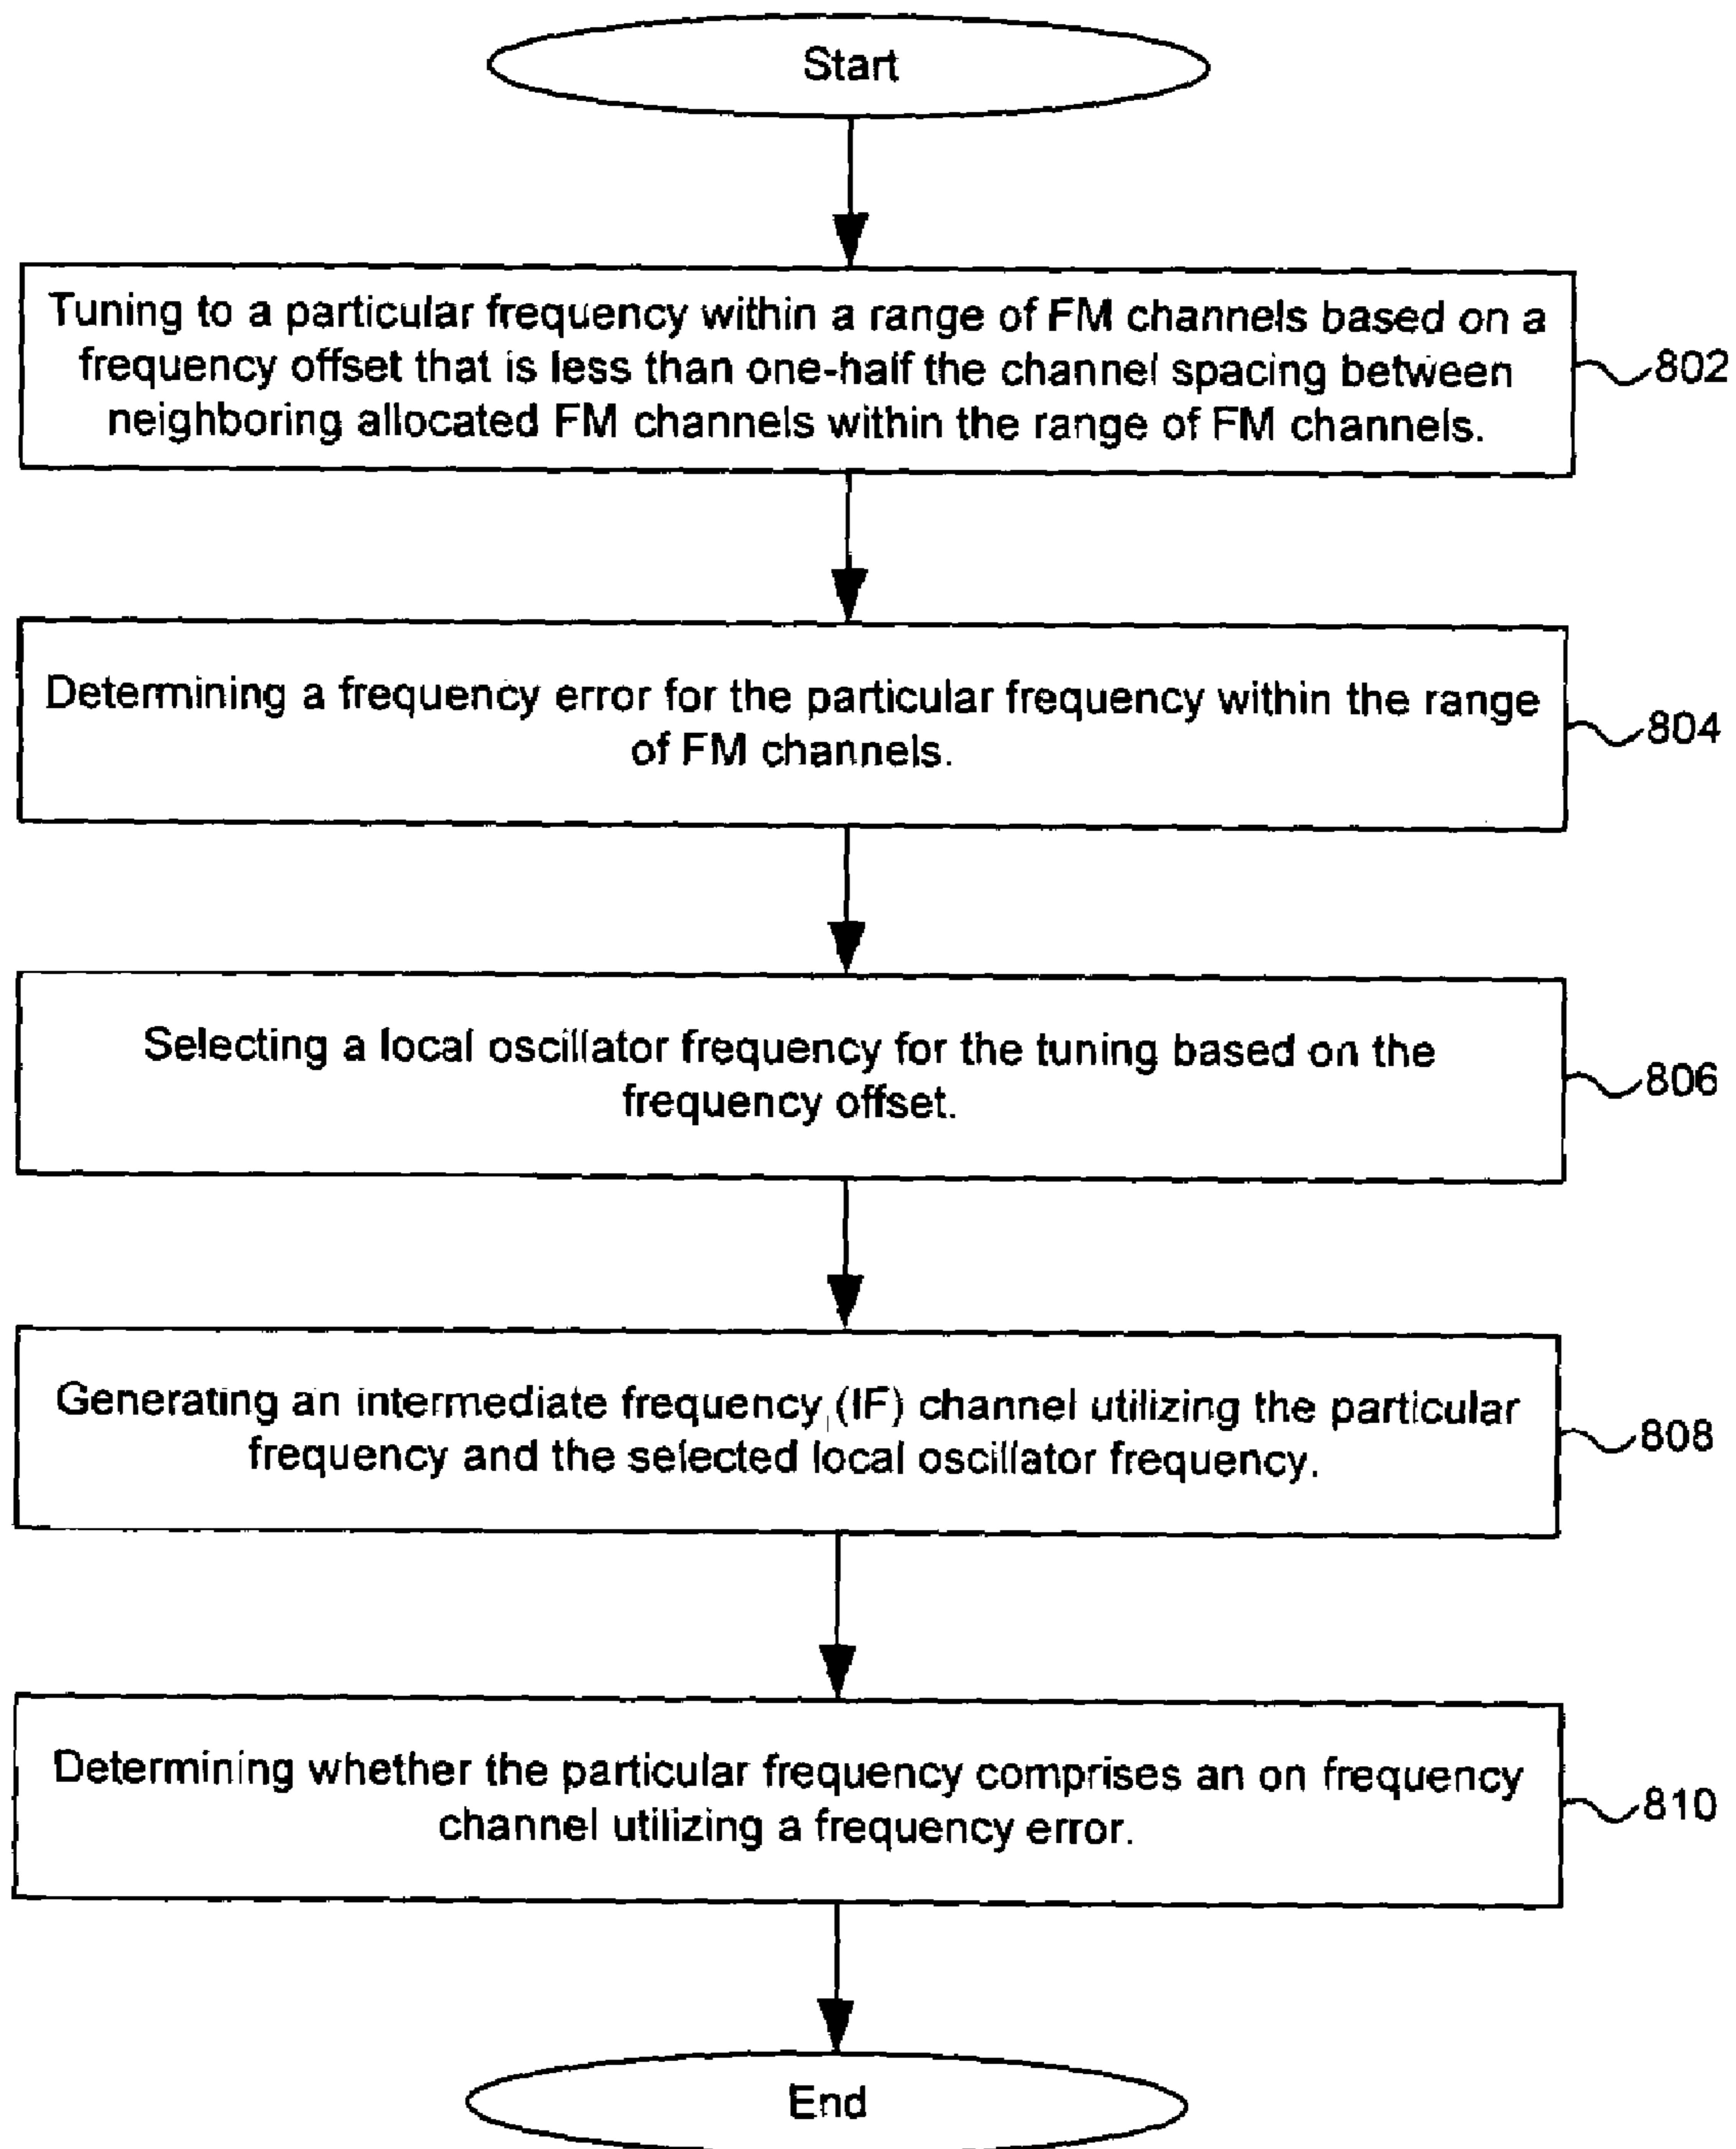 Start
Tuning to a particular frequency within a range of FM channels based on a
frequency offset that is less than one-half the channel spacing between
neighboring allocated FM channels within the range of FM channels.
802
Determining a frequency error for the particular frequency within the range
of FM channels.
804
Selecting a local oscillator frequency for the tuning based on the
frequency offset.
806
Generating an intermediate frequency (IF) channel utilizing the particular
frequency and the selected local oscillator frequency.
808
Determining whether the particular frequency comprises an on frequency
channel utilizing a frequency error.
810
End